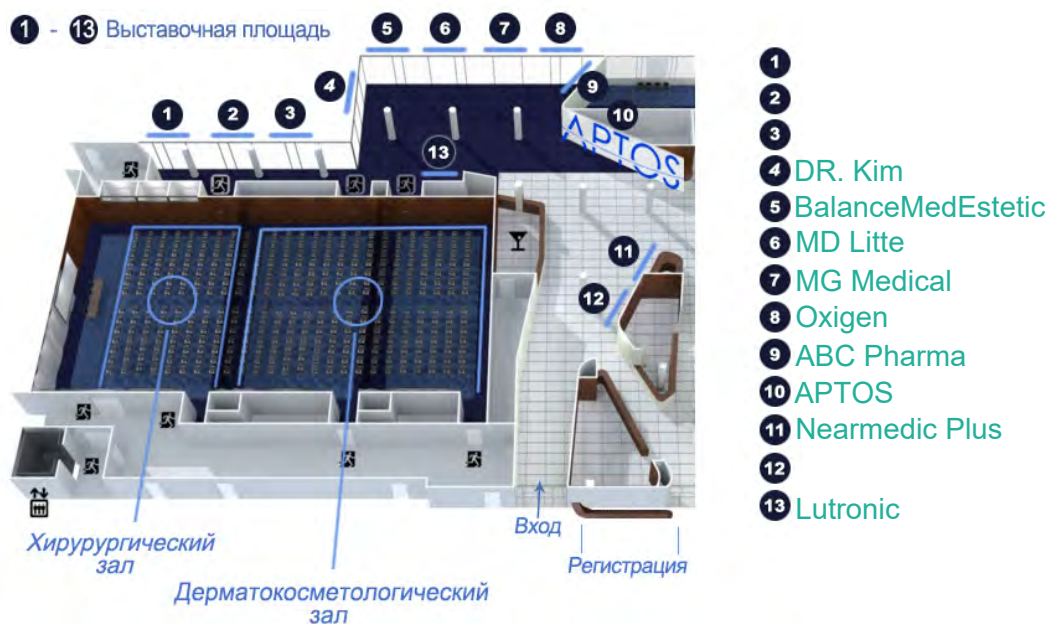 1 - 13 Выставочная площадь
5 6 7 8
4 9
1 2 3 10
APTOS
13
11
12
Вход
Хирурургический
зал
Регистрация
Дерматокосметологический
зал
1
2
3
4 DR. Kim
5 BalanceMedEstetic
6 MD Litte
7 MG Medical
8 Oxigen
9 ABC Pharma
10 APTOS
11 Nearmedic Plus
12
13 Lutronic